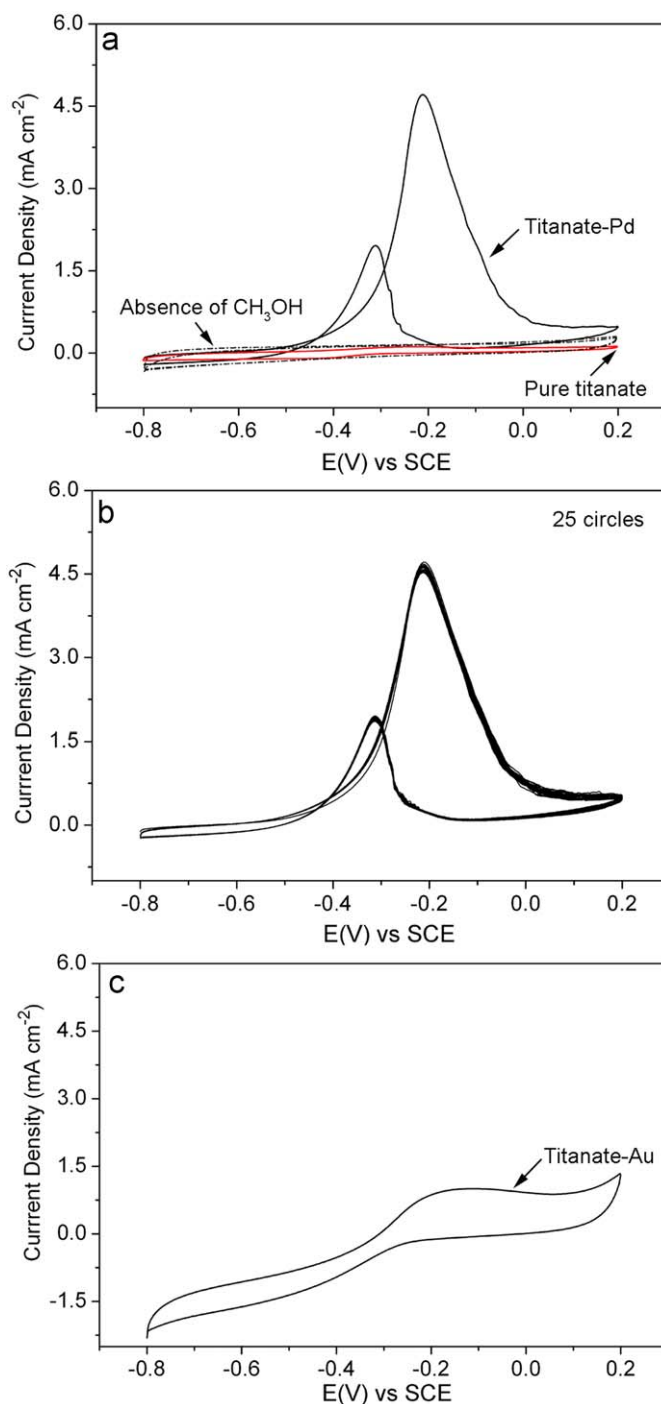 a
6.0
4.5
3.0
1.5
0.0
Currrent Density (mA cm⁻²)
Titanate-Pd
Absence of CH₃OH
Pure titanate
-0.8 -0.6 -0.4 -0.2 0.0 0.2
E(V) vs SCE
b
25 circles
6.0
4.5
3.0
1.5
0.0
Currrent Density (mA cm⁻²)
-0.8 -0.6 -0.4 -0.2 0.0 0.2
E(V) vs SCE
c
6.0
4.5
3.0
1.5
0.0
-1.5
Currrent Density (mA cm⁻²)
Titanate-Au
-0.8 -0.6 -0.4 -0.2 0.0 0.2
E(V) vs SCE